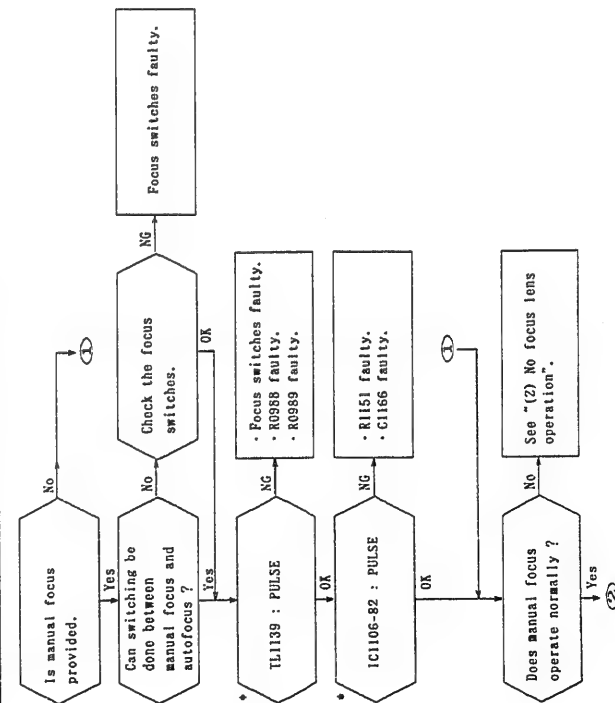 Is manual focus
provided.
No
①
Yes
Can switching be
done between
manual focus and
autofocus ?
No
Check the focus
switches.
NG
Focus switches faulty.
OK
Yes
*
TL1139 : PULSE
NG
· Focus switches faulty.
· R0988 faulty.
· R0989 faulty.
OK
*
IC1106-82 : PULSE
NG
· R1151 faulty.
· C1166 faulty.
OK
①
Does manual focus
operate normally ?
No
See "(2) No focus lens
operation".
Yes
②